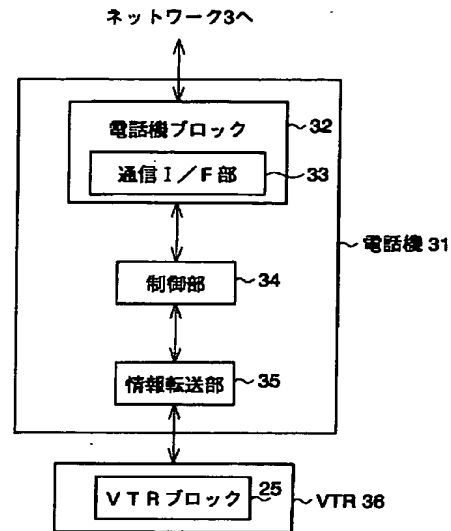 ネットワーク3へ
電話機ブロック
32
通信I/F部
33
電話機 31
制御部
34
情報転送部
35
VTRブロック
25
VTR 36